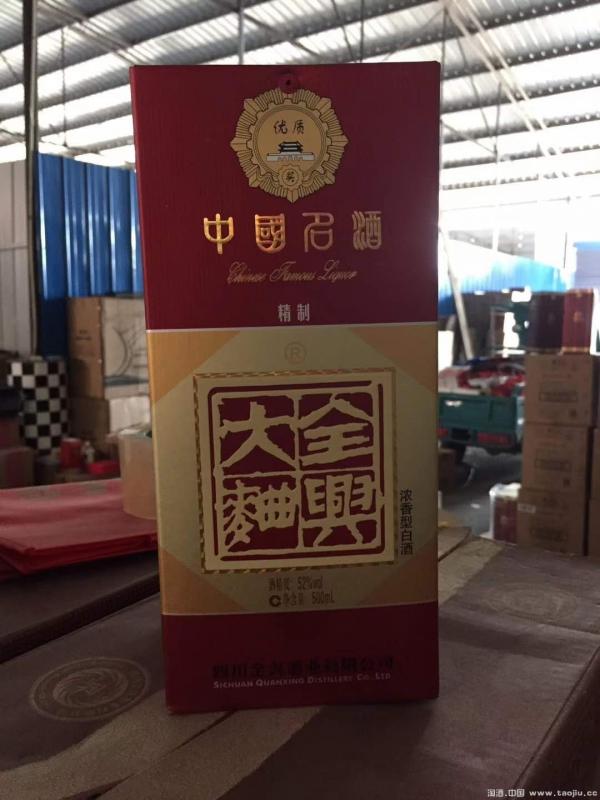 优质
奖
中國名酒
Chinese Famous Liquor
精制
®
全興大麯
浓香型白酒
酒精度: 52%vol
C 净含量: 500mL
四川全兴酒业有限公司
SICHUAN QUANXING DISTILLERY CO., LTD
淘酒.中国 www.taojiu.cc